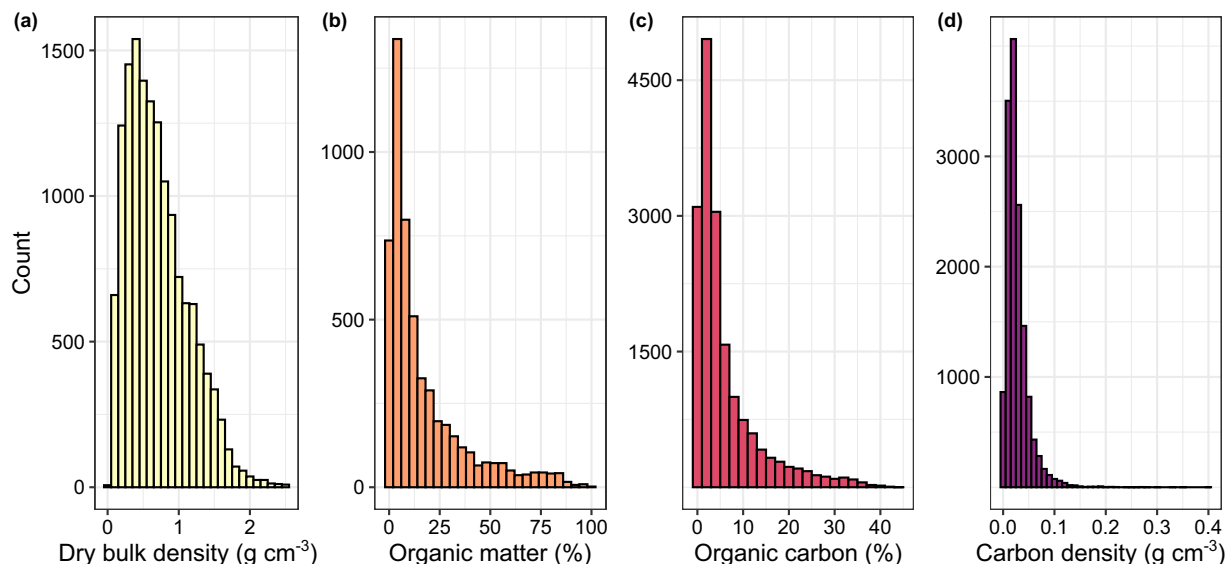 (a) (b) (c) (d)
Count
1500
1000
500
0
0 1 2
Dry bulk density (g cm-3)
1000
500
0
0 25 50 75 100
Organic matter (%)
4500
3000
1500
0 10 20 30 40
Organic carbon (%)
3000
2000
1000
0.0 0.1 0.2 0.3 0.4
Carbon density (g cm-3)